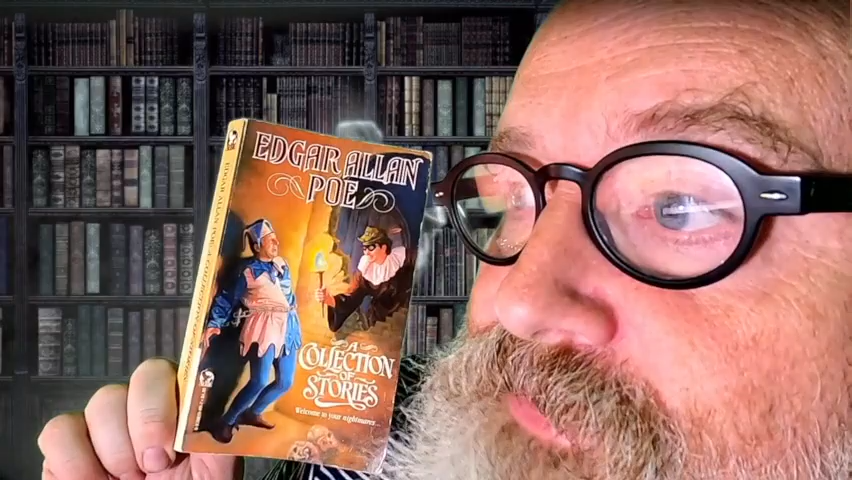 EDGAR ALLAN
POE
A
COLLECTION
OF
STORIES
Welcome to your nightmares...